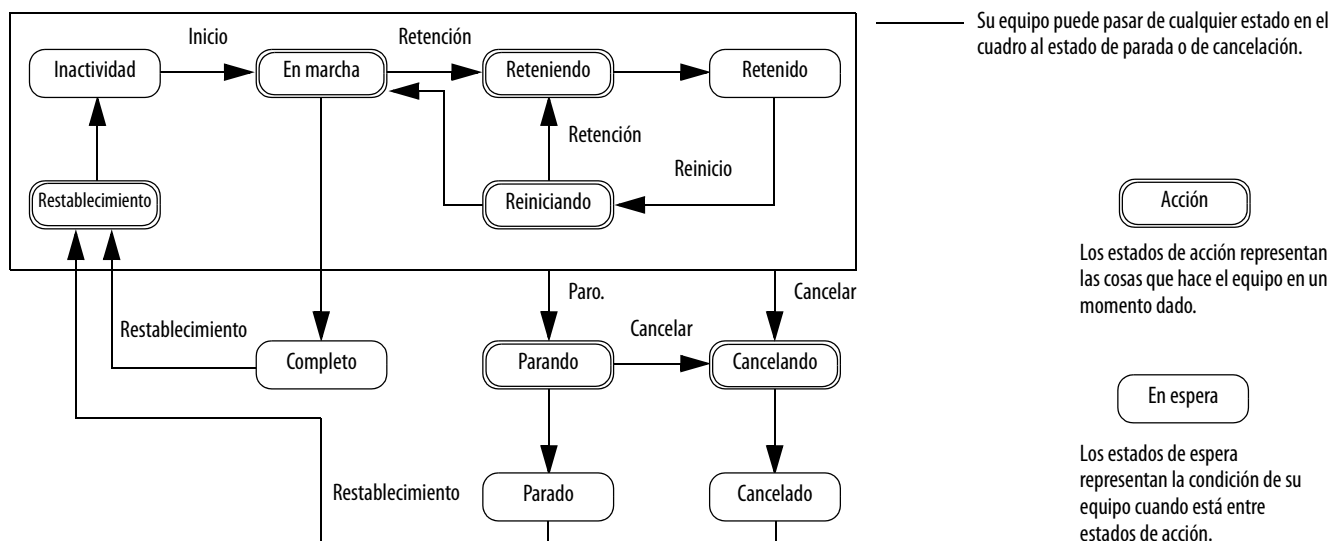 Su equipo puede pasar de cualquier estado en el
cuadro al estado de parada o de cancelación.
Inicio
Retención
Inactividad
En marcha
Reteniendo
Retenido
Retención
Reinicio
Restablecimiento
Reiniciando
Acción
Los estados de acción representan
las cosas que hace el equipo en un
momento dado.
Paro.
Cancelar
Restablecimiento
Cancelar
Completo
Parando
Cancelando
En espera
Los estados de espera
representan la condición de su
equipo cuando está entre
estados de acción.
Restablecimiento
Parado
Cancelado